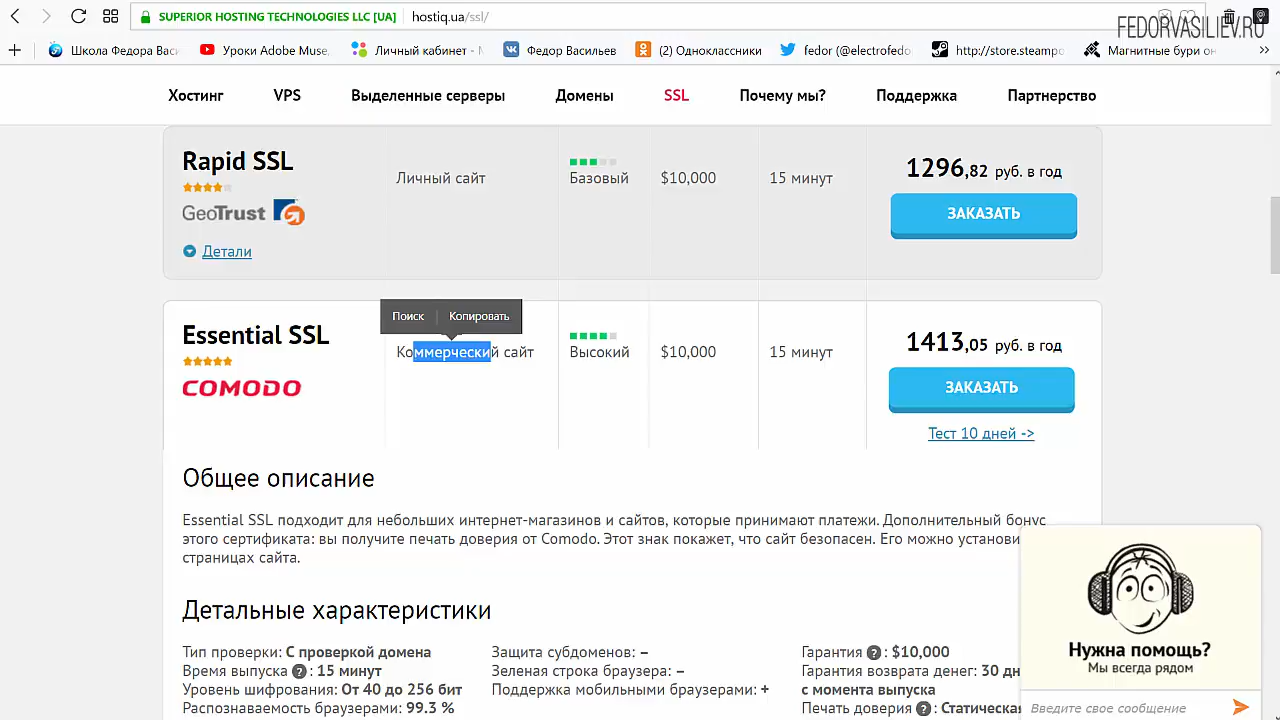 SUPERIOR HOSTING TECHNOLOGIES LLC [UA] hostiq.ua/ssl/
FEDORVASILIEV.RU
Школа Федора Васи Уроки Adobe Muse, Личный кабинет - М Федор Васильев (2) Одноклассники fedor (@electrofedo http://store.steampo Магнитные бури он
Хостинг VPS Выделенные серверы Домены SSL Почему мы? Поддержка Партнерство
Rapid SSL
GeoTrust
Детали
Личный сайт
Базовый
$10,000
15 минут
1296,82 руб. в год
ЗАКАЗАТЬ
Поиск Копировать
Essential SSL
COMODO
Коммерческий сайт
Высокий
$10,000
15 минут
1413,05 руб. в год
ЗАКАЗАТЬ
Тест 10 дней ->
Общее описание
Essential SSL подходит для небольших интернет-магазинов и сайтов, которые принимают платежи. Дополнительный бонус
этого сертификата: вы получите печать доверия от Comodo. Этот знак покажет, что сайт безопасен. Его можно установи
страницах сайта.
Детальные характеристики
Тип проверки: С проверкой домена
Время выпуска ? : 15 минут
Уровень шифрования: От 40 до 256 бит
Распознаваемость браузерами: 99.3 %
Защита субдоменов: –
Зеленая строка браузера: –
Поддержка мобильными браузерами: +
Гарантия ? : $10,000
Гарантия возврата денег: 30 дн
с момента выпуска
Печать доверия ? : Статическая
Нужна помощь?
Мы всегда рядом
Введите свое сообщение